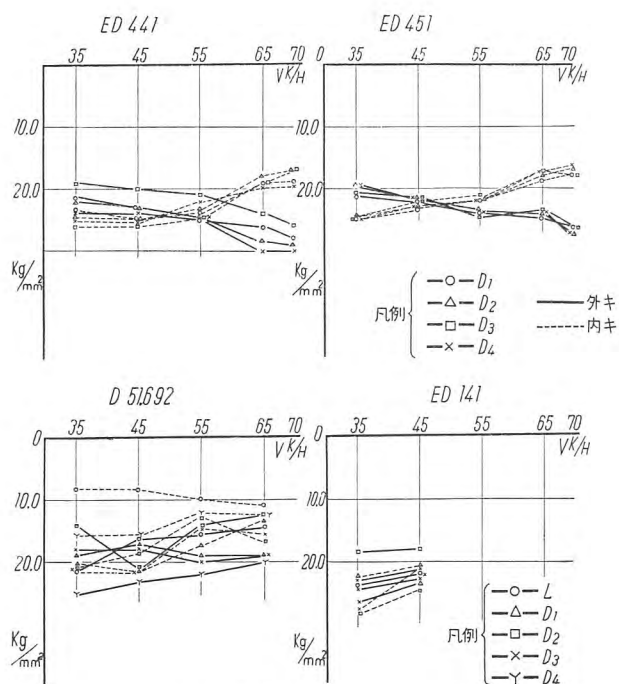 ED 441
35 45 55 65 70
V K/H
10.0
20.0
Kg/mm²
ED 451
0 35 45 55 65 70
V K/H
10.0
20.0
Kg/mm²
凡例
D1
D2
D3
D4
外キ
内キ
D 51.692
0 35 45 55 65 70
V K/H
10.0
20.0
Kg/mm²
ED 141
0 35 45 55 65 70
V K/H
10.0
20.0
Kg/mm²
凡例
L
D1
D2
D3
D4